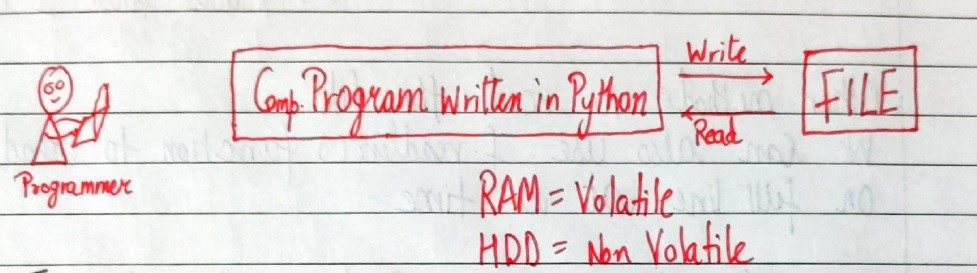 Write
Comp. Program written in Python
FILE
Read
Programmer
RAM = Volatile
HDD = Non Volatile